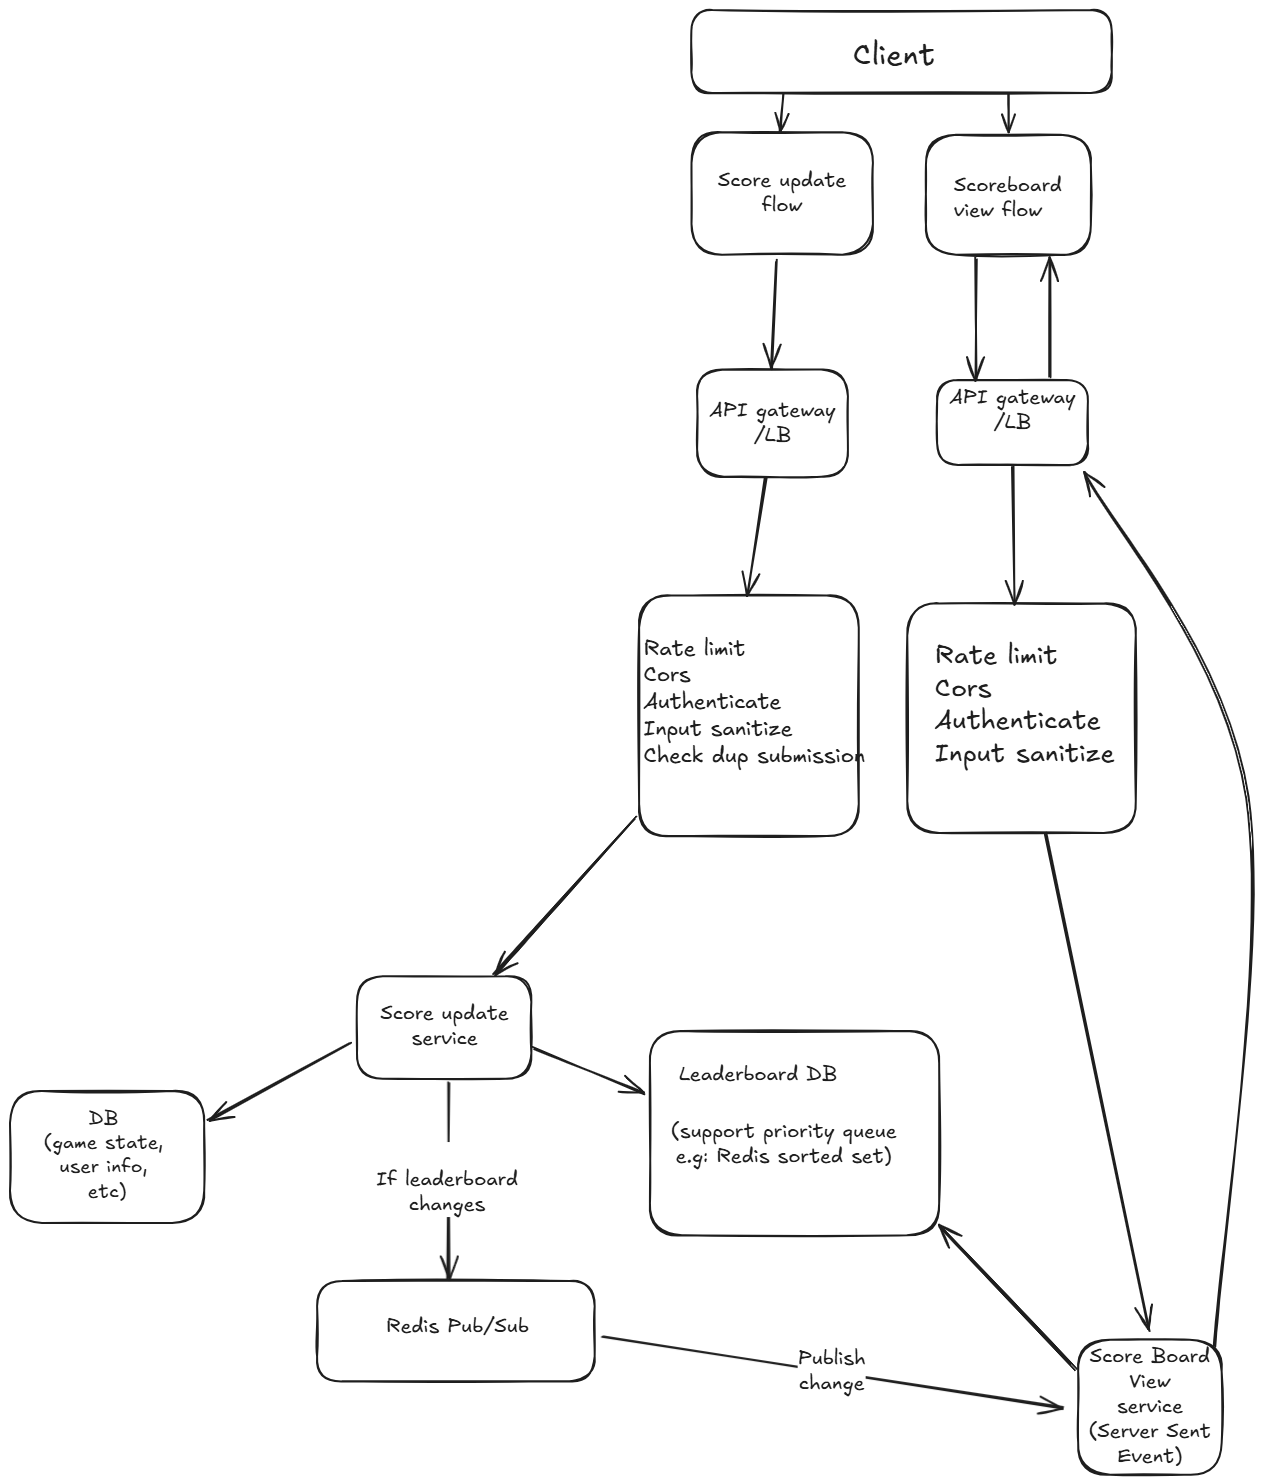 Client
Score update
flow
Scoreboard
view flow
API gateway
/LB
API gateway
/LB
Rate limit
Cors
Authenticate
Input sanitize
Check dup submission
Rate limit
Cors
Authenticate
Input sanitize
Score update
service
Leaderboard DB
(support priority queue
e.g: Redis sorted set)
DB
(game state,
user info,
etc)
If leaderboard
changes
Redis Pub/Sub
Publish
change
Score Board
View
service
(Server Sent
Event)